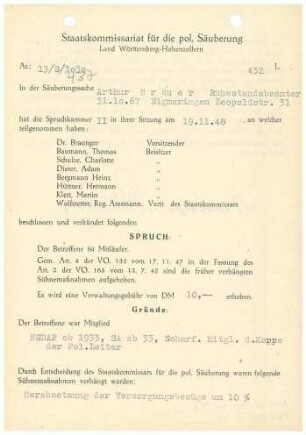 Staatskommissariat für die pol. Säuberung
Land Württemberg-Hohenzollern
Az.: 13/S/3030
432 L
In der Säuberungssache Arthur Bruder Ruhestandsbeamter
31.10.67 Sigmaringen Leopoldstr. 31
hat die Spruchkammer II in ihrer Sitzung am 19.11.48 an welcher
teilgenommen haben:
Dr. Braunger Vorsitzender
Baumann, Thomas Beisitzer
Schulze, Charlotte "
Dieter, Adam "
Bergmann Heinz "
Hüttner, Hermann "
Klett, Martin "
Wolfstetter, Reg. Assessor. Vertr. des Staatskommissars
beschlossen und verkündet folgenden
SPRUCH:
Der Betroffene ist Mitläufer.
Gem. Art. 4 der VO 133 vom 17. 11. 47 in der Fassung des
Art. 2 der VO 165 vom 13. 7. 48 sind die früher verhängten
Sühnemaßnahmen aufgehoben.
Es wird eine Verwaltungsgebühr von DM 10,-- erhoben.
Gründe:
Der Betroffene war Mitglied
NSDAP ab 1933, SA ab 33, Scharf. Mitgl. d.Korps
der Pol.Leiter
Durch Entscheidung des Staatskommissars für die pol. Säuberung waren folgende
Sühnemaßnahmen verhängt worden:
Herabsetzung der Versorgungsbezüge um 10 %